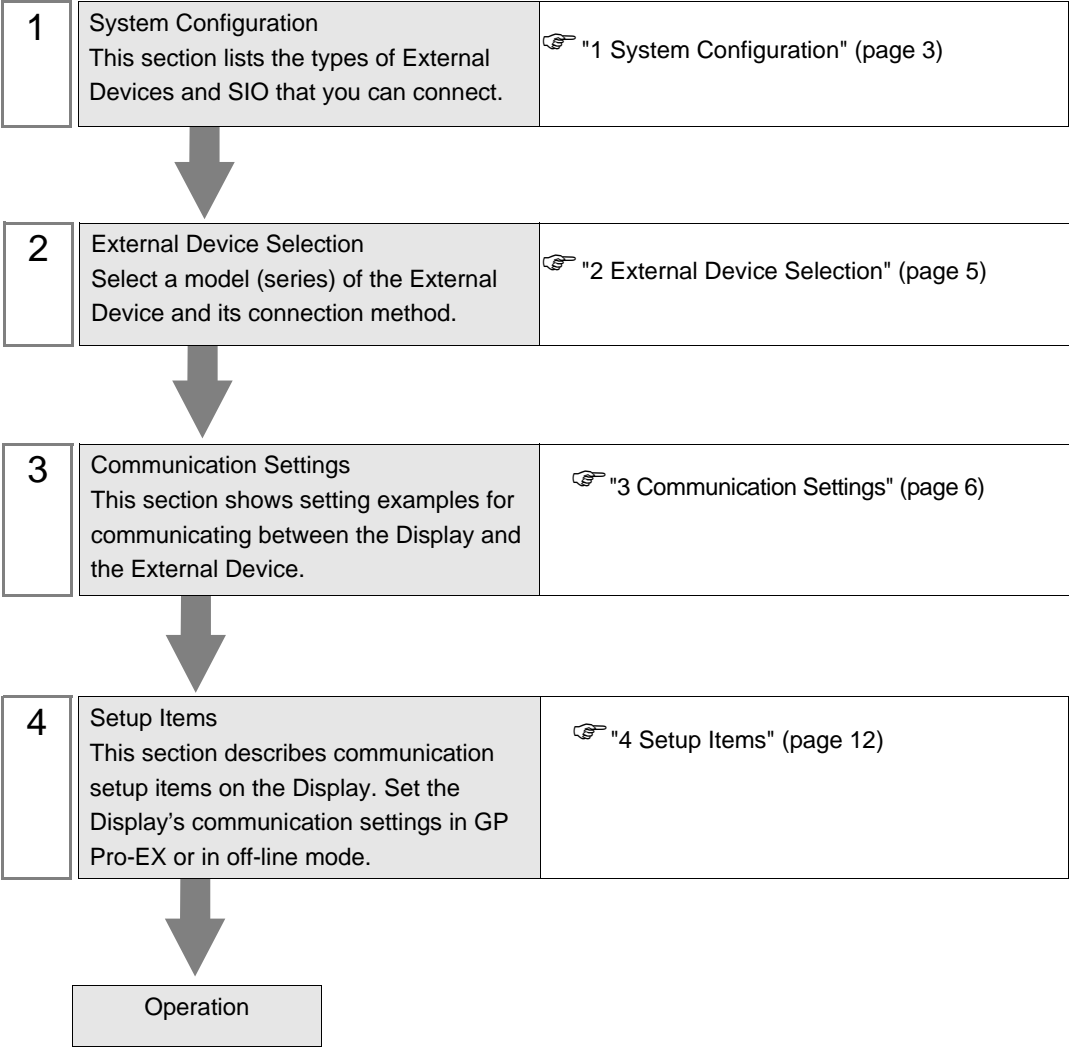 1
System Configuration
This section lists the types of External
Devices and SIO that you can connect.
"1 System Configuration" (page 3)
2
External Device Selection
Select a model (series) of the External
Device and its connection method.
"2 External Device Selection" (page 5)
3
Communication Settings
This section shows setting examples for
communicating between the Display and
the External Device.
"3 Communication Settings" (page 6)
4
Setup Items
This section describes communication
setup items on the Display. Set the
Display’s communication settings in GP
Pro-EX or in off-line mode.
"4 Setup Items" (page 12)
Operation